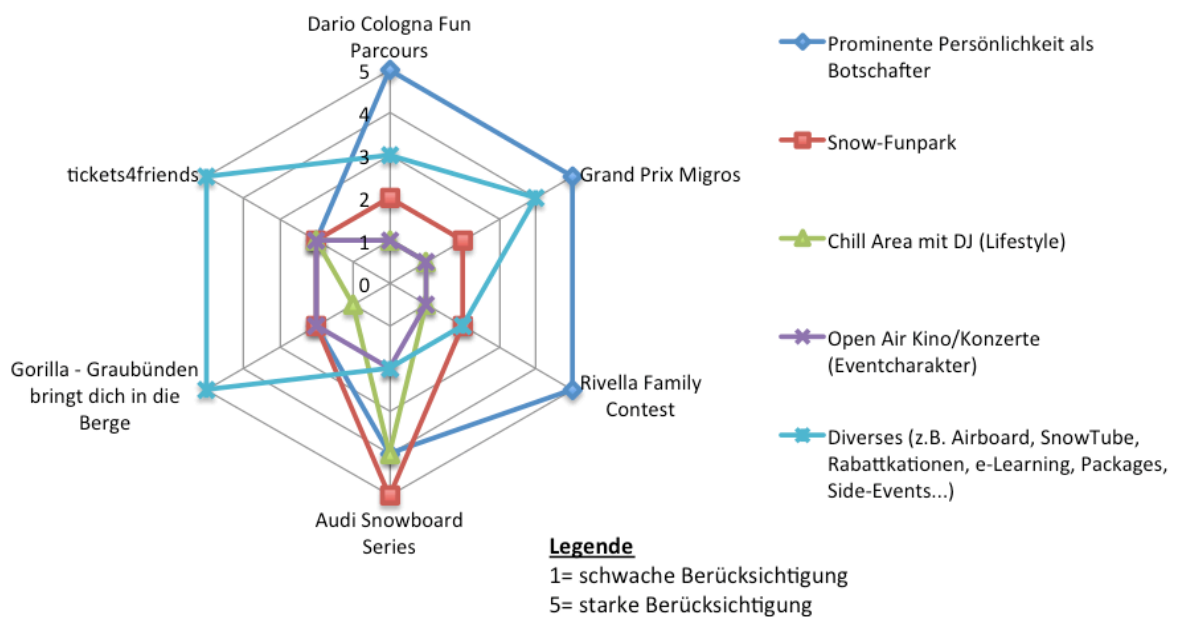 Dario Cologna Fun
Parcours
5
4
3
2
1
0
Grand Prix Migros
Rivella Family
Contest
Audi Snowboard
Series
Gorilla - Graubünden
bringt dich in die
Berge
tickets4friends
Prominente Persönlichkeit als
Botschafter
Snow-Funpark
Chill Area mit DJ (Lifestyle)
Open Air Kino/Konzerte
(Eventcharakter)
Diverses (z.B. Airboard, SnowTube,
Rabattkationen, e-Learning, Packages,
Side-Events...)
Legende
1= schwache Berücksichtigung
5= starke Berücksichtigung